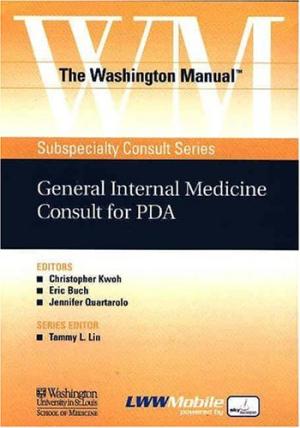 WM
The Washington Manual™
Subspecialty Consult Series
General Internal Medicine
Consult for PDA
EDITORS
■ Christopher Kwoh
■ Eric Buch
■ Jennifer Quartarolo
SERIES EDITOR
■ Tammy L. Lin
Washington
University in St. Louis
SCHOOL OF MEDICINE
LWWMobile
powered by
sky